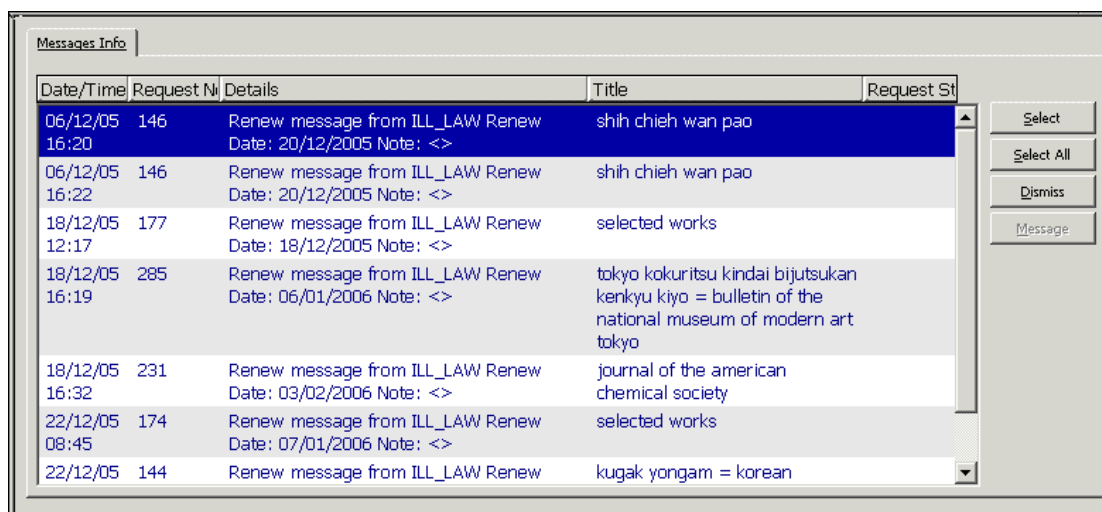 Messages Info
Date/Time Request Nu Details Title Request St
06/12/05 146 Renew message from ILL_LAW Renew shih chieh wan pao
16:20 Date: 20/12/2005 Note: <>
06/12/05 146 Renew message from ILL_LAW Renew shih chieh wan pao
16:22 Date: 20/12/2005 Note: <>
18/12/05 177 Renew message from ILL_LAW Renew selected works
12:17 Date: 18/12/2005 Note: <>
18/12/05 285 Renew message from ILL_LAW Renew tokyo kokuritsu kindai bijutsukan
16:19 Date: 06/01/2006 Note: <> kenkyu kiyo = bulletin of the
national museum of modern art
tokyo
18/12/05 231 Renew message from ILL_LAW Renew journal of the american
16:32 Date: 03/02/2006 Note: <> chemical society
22/12/05 174 Renew message from ILL_LAW Renew selected works
08:45 Date: 07/01/2006 Note: <>
22/12/05 144 Renew message from ILL_LAW Renew kugak yongam = korean
Select
Select All
Dismiss
Message